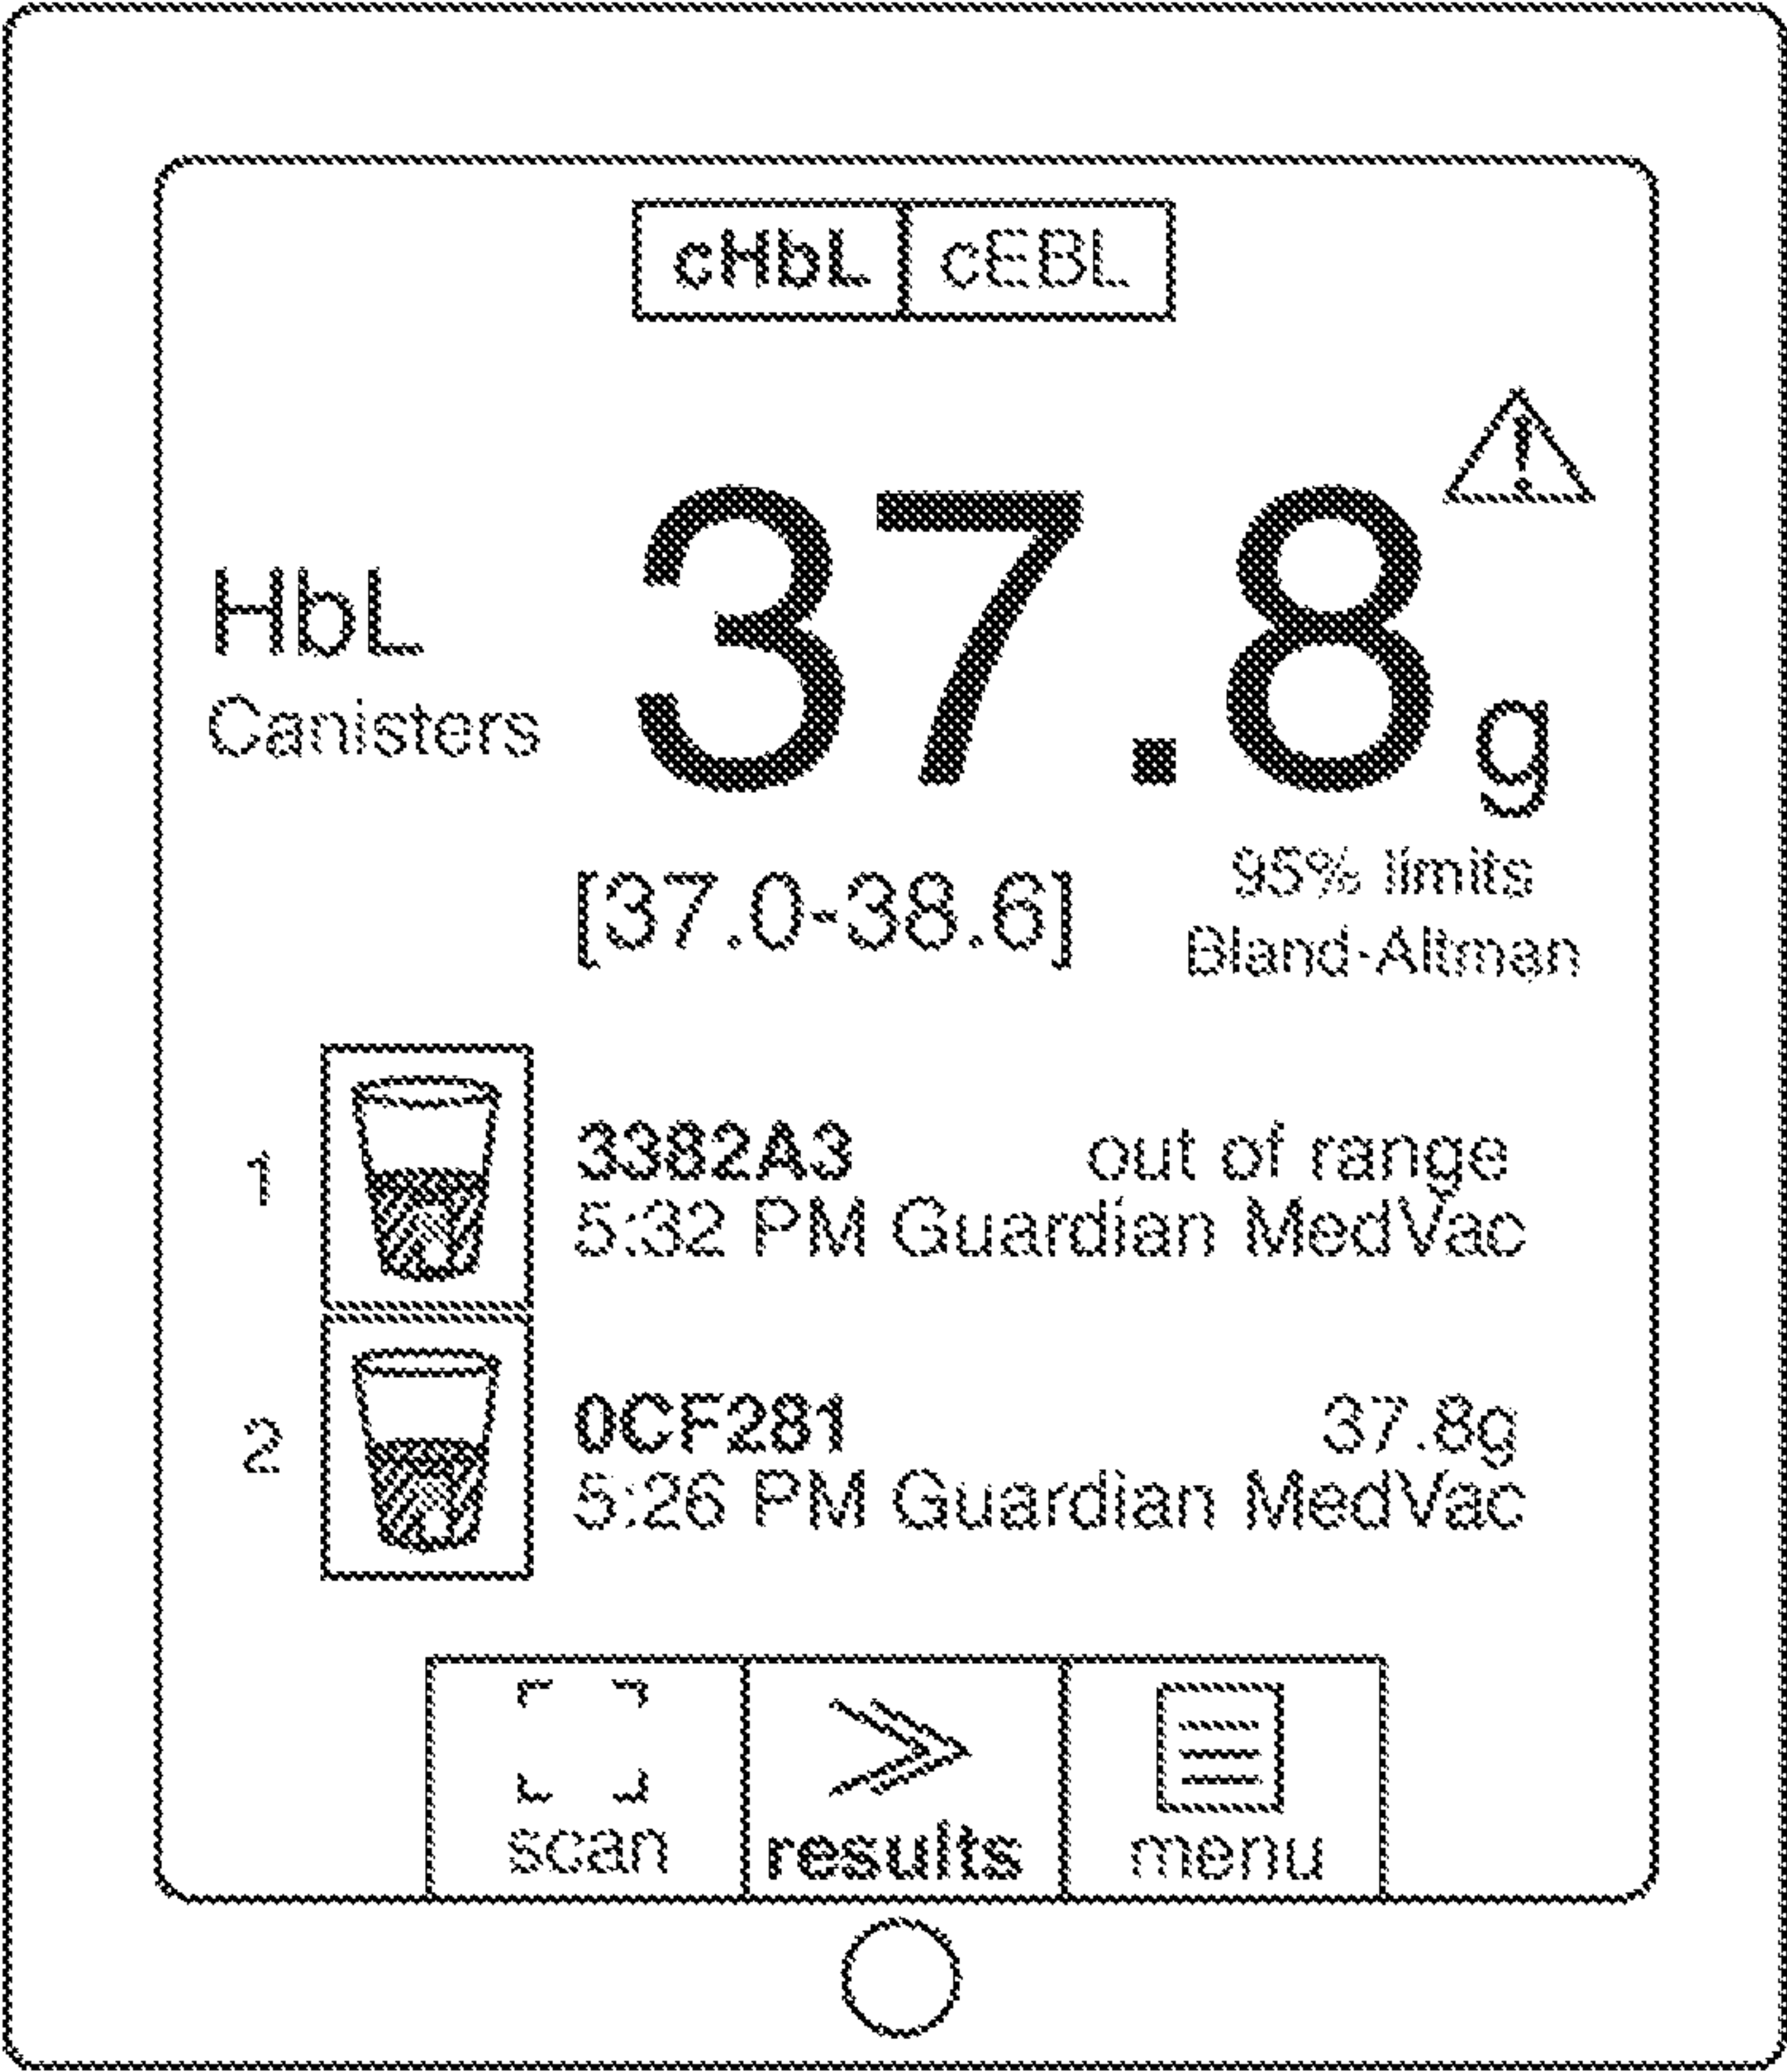 cHbL cEBL
HbL 37.8 g
Canisters
[37.0-38.6] 95% limits
Bland-Altman
1 3382A3 out of range
5:32 PM Guardian MedVac
2 0CF281 37.8g
5:26 PM Guardian MedVac
scan results menu